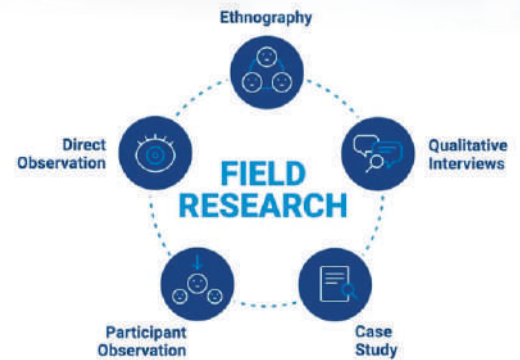 Ethnography
Direct
Observation
Qualitative
Interviews
FIELD
RESEARCH
Participant
Observation
Case
Study